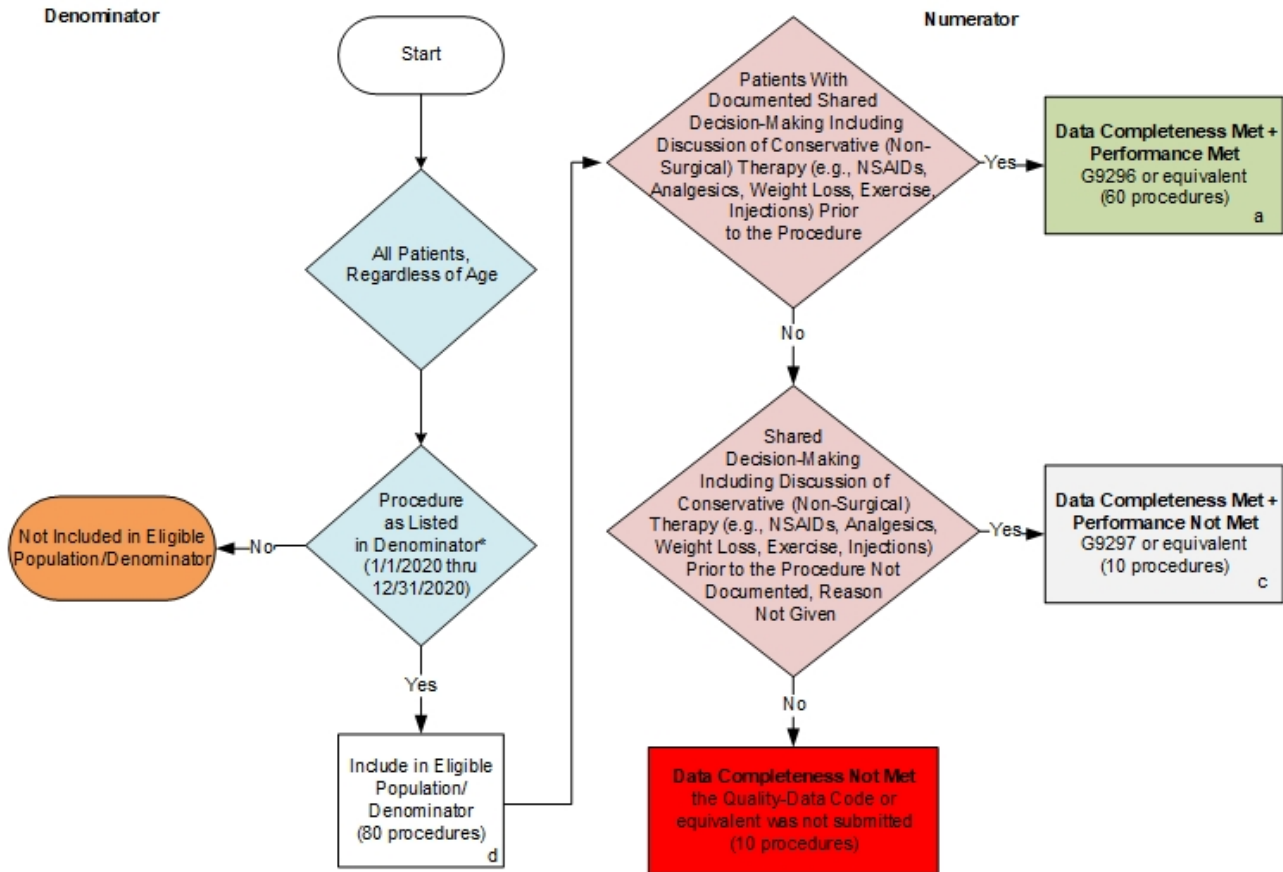 Denominator
Start
All Patients,
Regardless of Age
Procedure
as Listed
in Denominator*
(1/1/2020 thru
12/31/2020)
No
Not Included in Eligible
Population/Denominator
Yes
Include in Eligible
Population/
Denominator
(80 procedures)
d
Numerator
Patients With
Documented Shared
Decision-Making Including
Discussion of Conservative (Non-
Surgical) Therapy (e.g., NSAIDs,
Analgesics, Weight Loss, Exercise,
Injections) Prior
to the Procedure
Yes
Data Completeness Met +
Performance Met
G9296 or equivalent
(60 procedures)
a
No
Shared
Decision-Making
Including Discussion of
Conservative (Non-Surgical)
Therapy (e.g., NSAIDs, Analgesics,
Weight Loss, Exercise, Injections)
Prior to the Procedure Not
Documented, Reason
Not Given
Yes
Data Completeness Met +
Performance Not Met
G9297 or equivalent
(10 procedures)
c
No
Data Completeness Not Met
the Quality-Data Code or
equivalent was not submitted
(10 procedures)